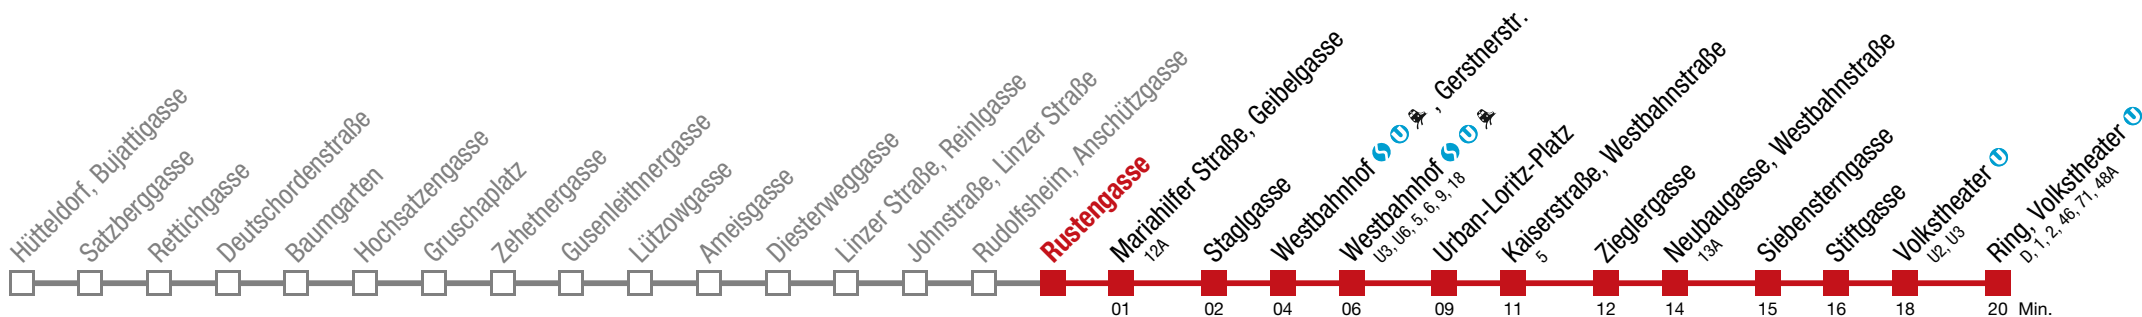 Hütteldorf, Bujattigasse
Satzberggasse
Rettichgasse
Deutschordenstraße
Baumgarten
Hochsatzengasse
Gruschaplatz
Zehetnergasse
Gusenleithnergasse
Lützowgasse
Ameisgasse
Diesterweggasse
Linzer Straße, Reinlgasse
Johnstraße, Linzer Straße
Rudolfsheim, Anschützgasse
Rustengasse
Mariahilfer Straße, Geibelgasse
12A
Staglgasse
Westbahnhof S U , Gerstnerstr.
Westbahnhof S U
U3, U6, 5, 6, 9, 18
Urban-Loritz-Platz
Kaiserstraße, Westbahnstraße
5
Zieglergasse
Neubaugasse, Westbahnstraße
13A
Siebensterngasse
Stiftgasse
Volkstheater U
U2, U3
Ring, Volkstheater U
D, 1, 2, 46, 71, 48A
01 02 04 06 09 11 12 14 15 16 18 20 Min.